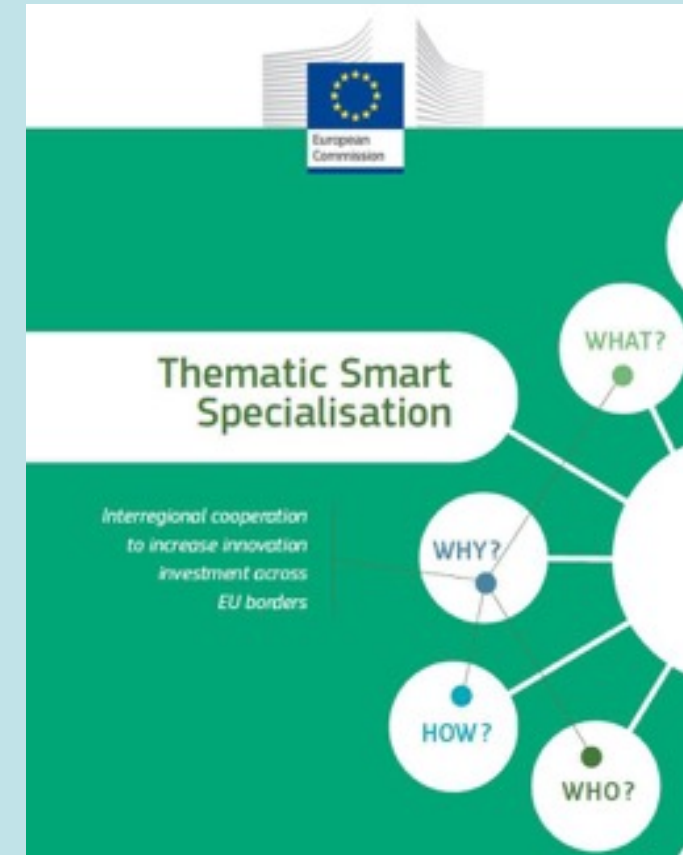 European
Commission
Thematic Smart
Specialisation
Interregional cooperation
to increase innovation
investment across
EU borders
WHAT?
WHY?
HOW?
WHO?